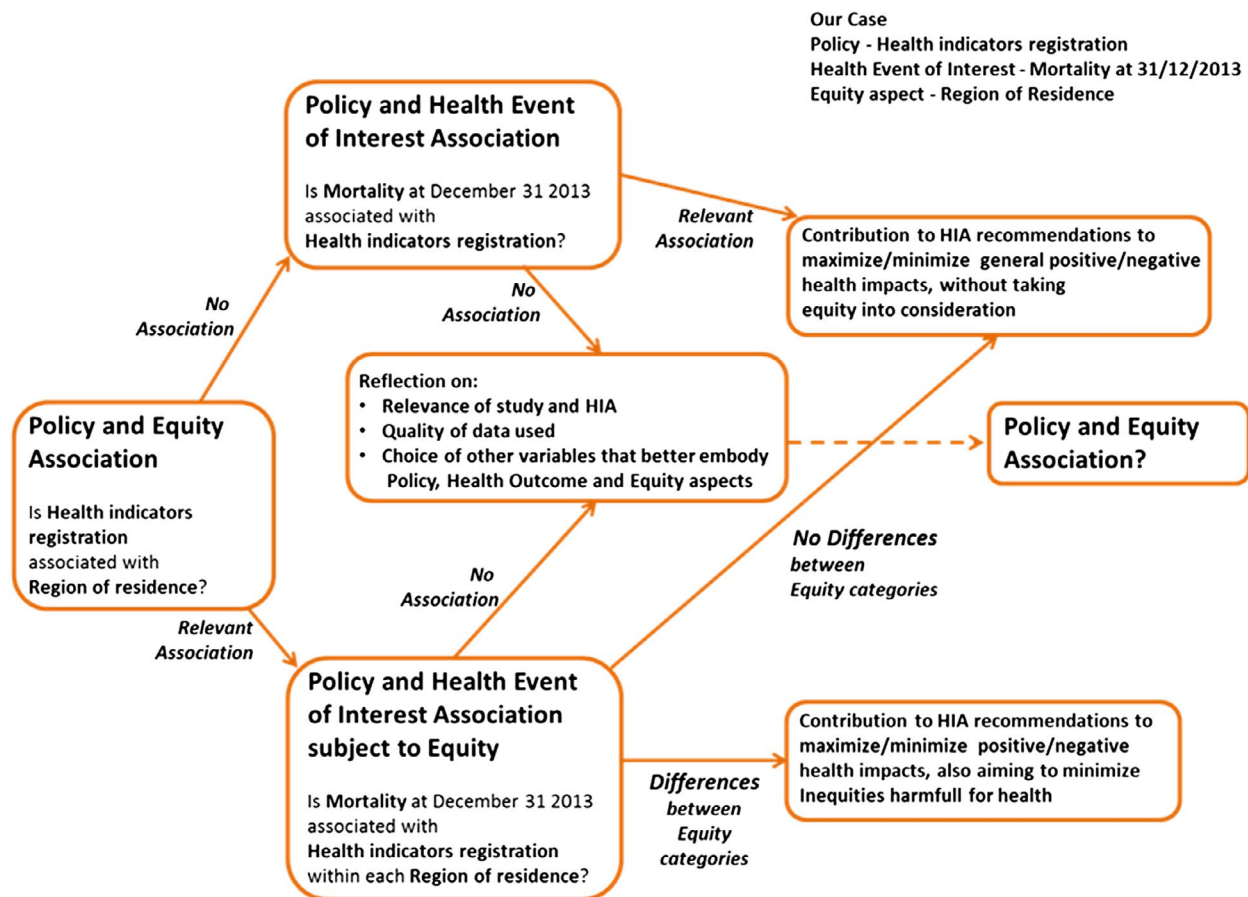 Our Case
Policy - Health indicators registration
Health Event of Interest - Mortality at 31/12/2013
Equity aspect - Region of Residence
Policy and Health Event
of Interest Association
Is Mortality at December 31 2013
associated with
Health indicators registration?
Relevant
Association
Contribution to HIA recommendations to
maximize/minimize general positive/negative
health impacts, without taking
equity into consideration
No
Association
No
Association
Reflection on:
• Relevance of study and HIA
• Quality of data used
• Choice of other variables that better embody
Policy, Health Outcome and Equity aspects
Policy and Equity
Association?
Policy and Equity
Association
Is Health indicators
registration
associated with
Region of residence?
No Differences
between
Equity categories
No
Association
Relevant
Association
Policy and Health Event
of Interest Association
subject to Equity
Is Mortality at December 31 2013
associated with
Health indicators registration
within each Region of residence?
Differences
between
Equity
categories
Contribution to HIA recommendations to
maximize/minimize positive/negative
health impacts, also aiming to minimize
Inequities harmfull for health